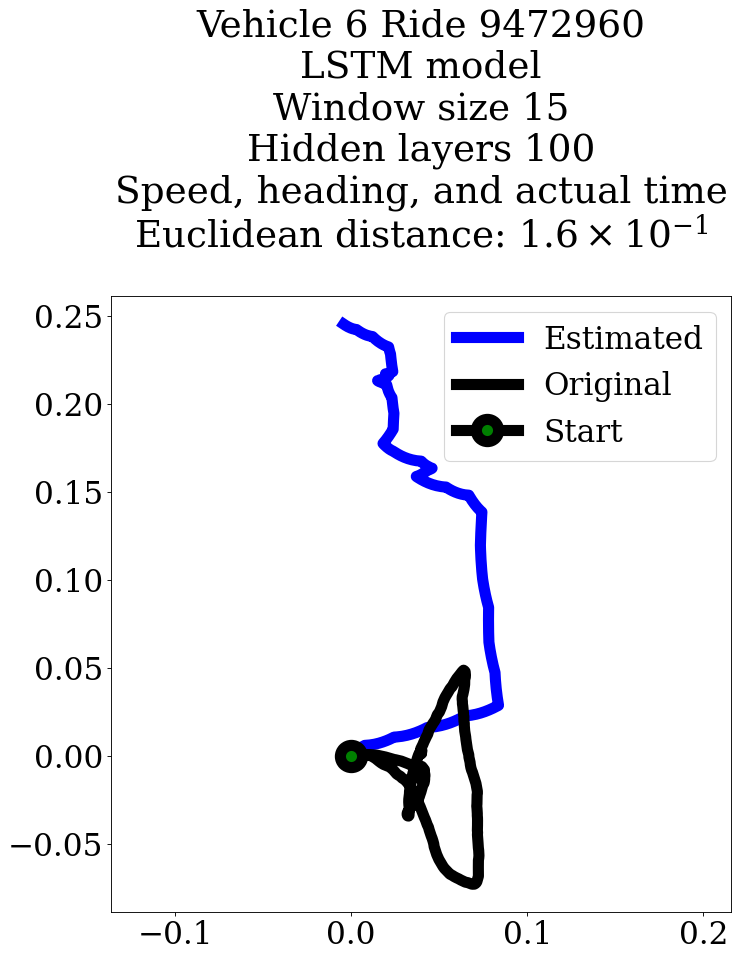 Vehicle 6 Ride 9472960
LSTM model
Window size 15
Hidden layers 100
Speed, heading, and actual time
Euclidean distance: 1.6 × 10⁻¹
0.25
0.20
0.15
0.10
0.05
0.00
−0.05
Estimated
Original
Start
−0.1
0.0
0.1
0.2